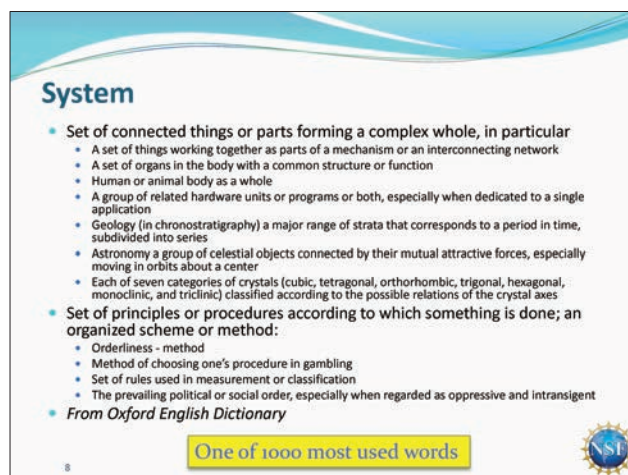 System
• Set of connected things or parts forming a complex whole, in particular
• A set of things working together as parts of a mechanism or an interconnecting network
• A set of organs in the body with a common structure or function
• Human or animal body as a whole
• A group of related hardware units or programs or both, especially when dedicated to a single
application
• Geology (in chronostratigraphy) a major range of strata that corresponds to a period in time,
subdivided into series
• Astronomy a group of celestial objects connected by their mutual attractive forces, especially
moving in orbits about a center
• Each of seven categories of crystals (cubic, tetragonal, orthorhombic, trigonal, hexagonal,
monoclinic, and triclinic) classified according to the possible relations of the crystal axes
• Set of principles or procedures according to which something is done; an
organized scheme or method:
• Orderliness - method
• Method of choosing one's procedure in gambling
• Set of rules used in measurement or classification
• The prevailing political or social order, especially when regarded as oppressive and intransigent
• From Oxford English Dictionary
One of 1000 most used words
NSF
8